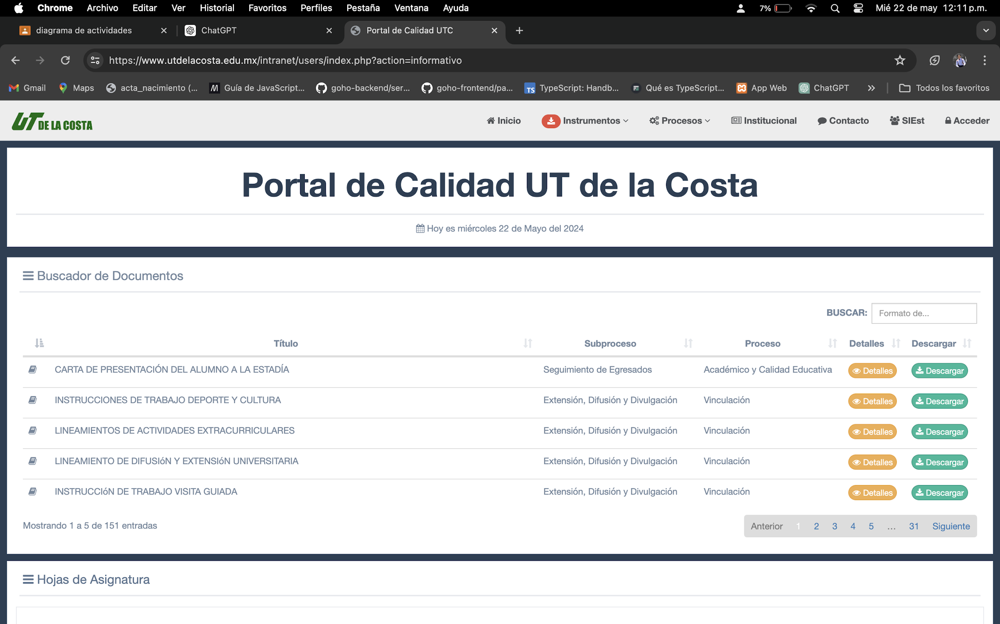 Chrome Archivo Editar Ver Historial Favoritos Perfiles Pestaña Ventana Ayuda 7% Mié 22 de may 12:11 p.m.
diagrama de actividades ChatGPT Portal de Calidad UTC
https://www.utdelacosta.edu.mx/intranet/users/index.php?action=informativo
Gmail Maps acta_nacimiento (... Guía de JavaScript... goho-backend/ser... goho-frontend/pa... TS TypeScript: Handb... Qué es TypeScript... App Web ChatGPT » Todos los favoritos
UT DE LA COSTA Inicio Instrumentos Procesos Institucional Contacto SIEst Acceder
Portal de Calidad UT de la Costa
Hoy es miércoles 22 de Mayo del 2024
Buscador de Documentos
BUSCAR: Formato de...
Título Subproceso Proceso Detalles Descargar
CARTA DE PRESENTACIÓN DEL ALUMNO A LA ESTADÍA Seguimiento de Egresados Académico y Calidad Educativa Detalles Descargar
INSTRUCCIONES DE TRABAJO DEPORTE Y CULTURA Extensión, Difusión y Divulgación Vinculación Detalles Descargar
LINEAMIENTOS DE ACTIVIDADES EXTRACURRICULARES Extensión, Difusión y Divulgación Vinculación Detalles Descargar
LINEAMIENTO DE DIFUSIóN Y EXTENSIóN UNIVERSITARIA Extensión, Difusión y Divulgación Vinculación Detalles Descargar
INSTRUCCIóN DE TRABAJO VISITA GUIADA Extensión, Difusión y Divulgación Vinculación Detalles Descargar
Mostrando 1 a 5 de 151 entradas Anterior 1 2 3 4 5 ... 31 Siguiente
Hojas de Asignatura